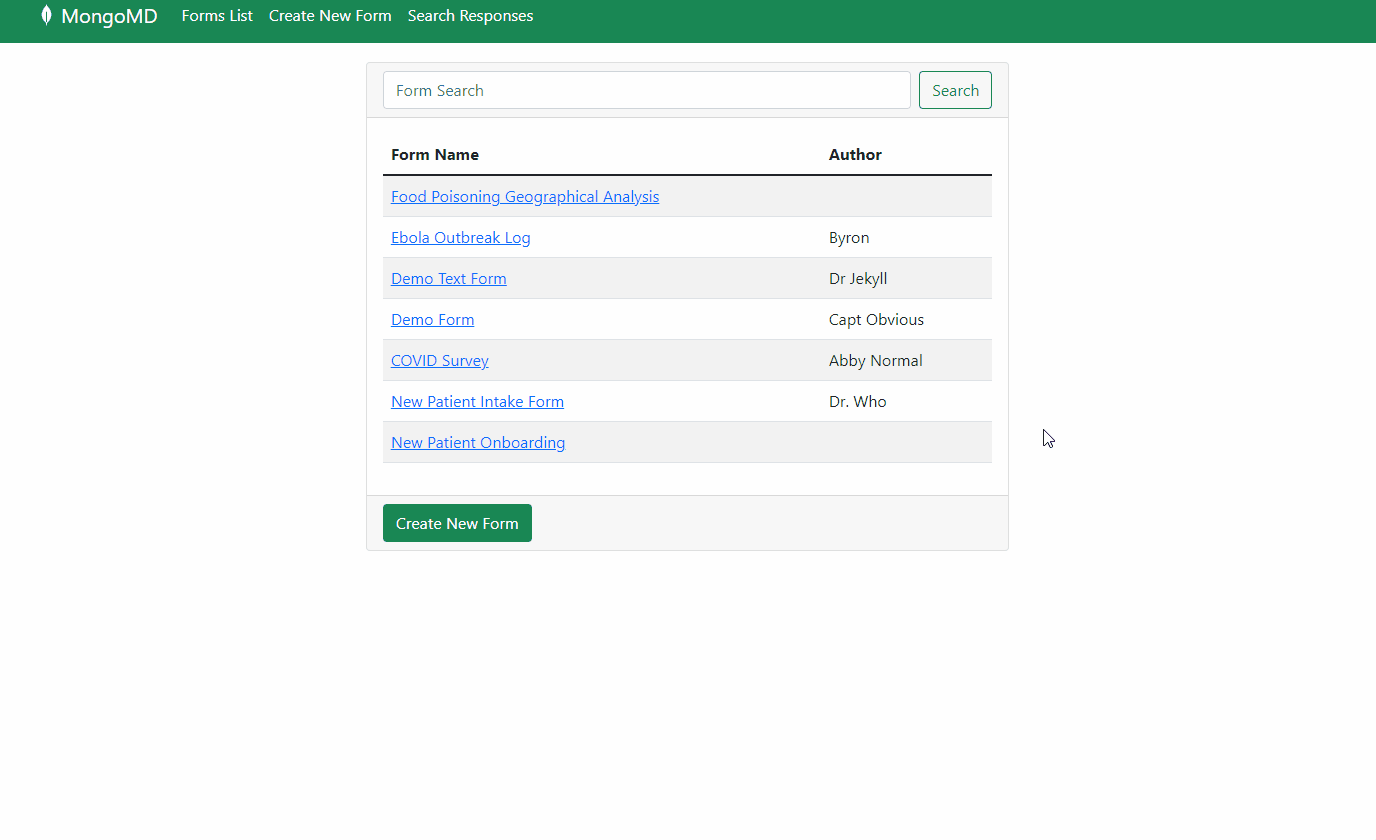 MongoMD Forms List Create New Form Search Responses
Form Search Search
Form Name Author
Food Poisoning Geographical Analysis
Ebola Outbreak Log Byron
Demo Text Form Dr Jekyll
Demo Form Capt Obvious
COVID Survey Abby Normal
New Patient Intake Form Dr. Who
New Patient Onboarding
Create New Form